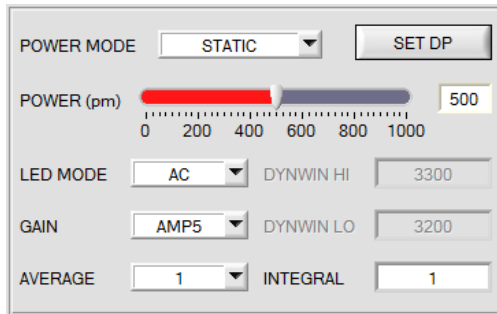 POWER MODE STATIC SET DP
POWER (pm) 500
0 200 400 600 800 1000
LED MODE AC DYNWIN HI 3300
GAIN AMP5 DYNWIN LO 3200
AVERAGE 1 INTEGRAL 1